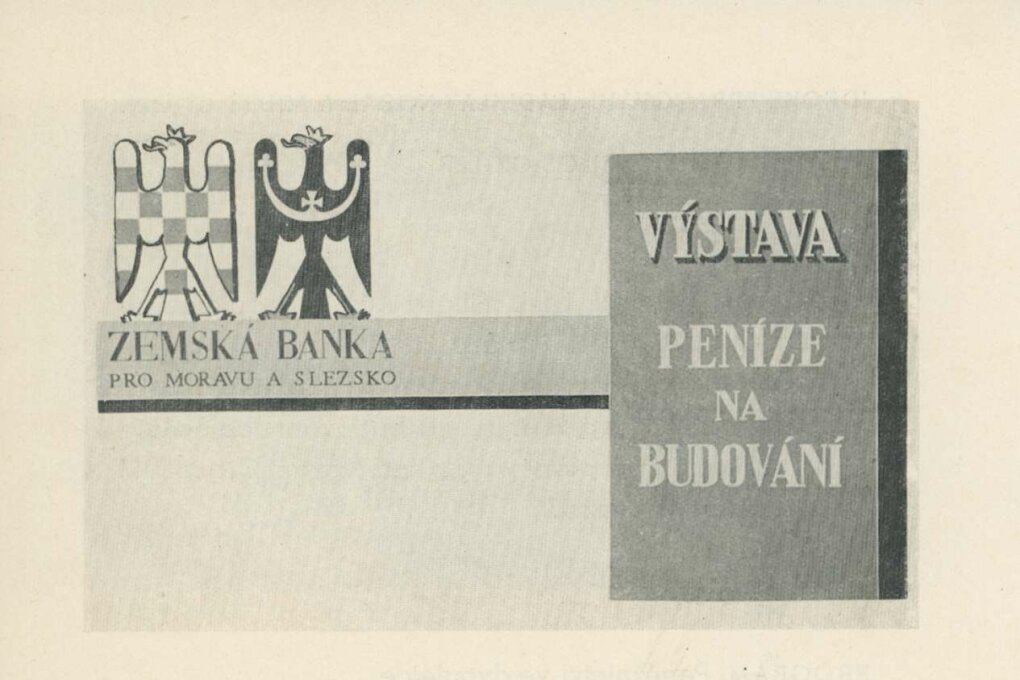 ZEMSKÁ BANKA
PRO MORAVU A SLEZSKO
VÝSTAVA
PENÍZE
NA
BUDOVÁNÍ